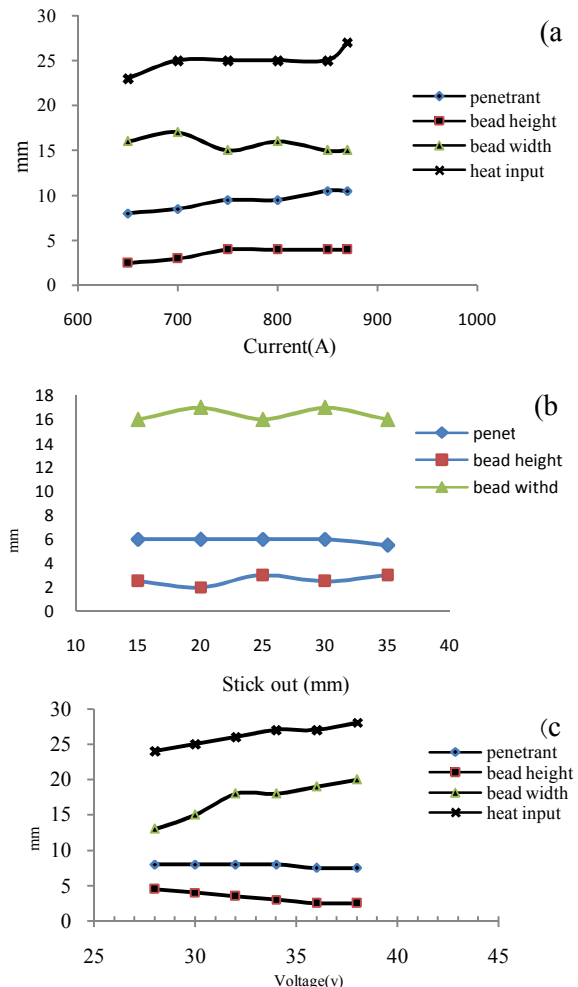 (a
30
25
20
15
10
5
0
mm
penetrant
bead height
bead width
heat input
600 700 800 900 1000
Current(A)
(b
18
16
14
12
10
8
6
4
2
0
mm
penet
bead height
bead withd
10 15 20 25 30 35 40
Stick out (mm)
(c
30
25
20
15
10
5
0
mm
penetrant
bead height
bead width
heat input
25 30 35 40 45
Voltage(v)